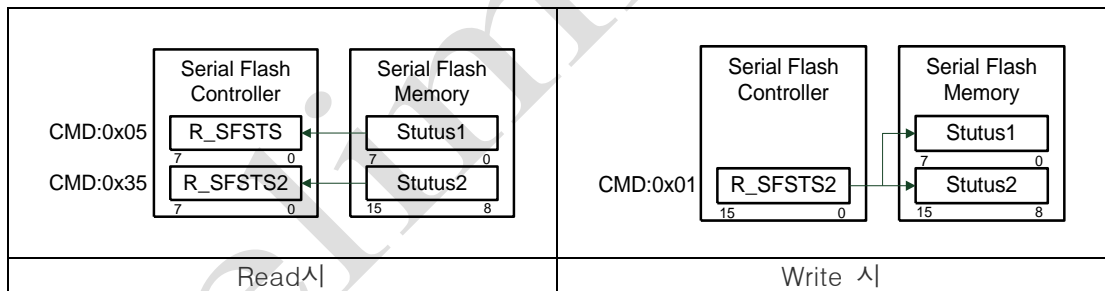 Serial Flash
Controller
Serial Flash
Memory
CMD:0x05
R_SFSTS
Stutus1
7
0
7
0
CMD:0x35
R_SFSTS2
Stutus2
7
0
15
8
Read시
Serial Flash
Controller
Serial Flash
Memory
Stutus1
7
0
CMD:0x01
R_SFSTS2
Stutus2
15
0
15
8
Write 시